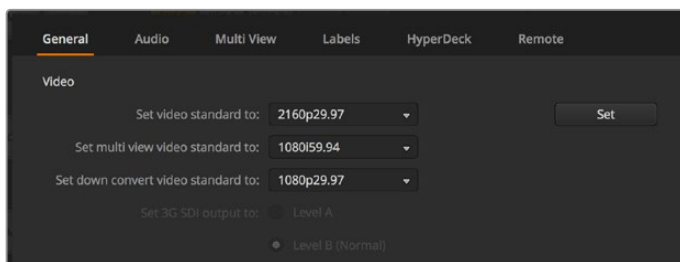 General Audio Multi View Labels HyperDeck Remote
Video
Set video standard to: 2160p29.97 Set
Set multi view video standard to: 1080i59.94
Set down convert video standard to: 1080p29.97
Set 3G SDI output to: Level A
Level B (Normal)